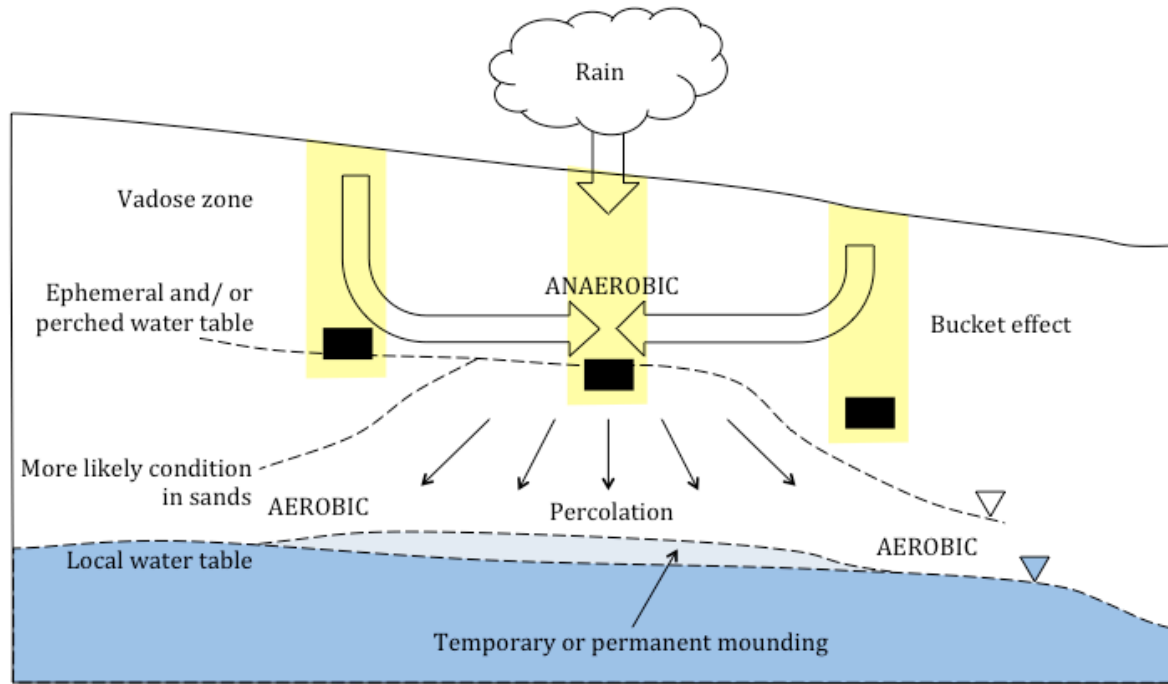 Rain
Vadose zone
ANAEROBIC
Ephemeral and/ or
perched water table
Bucket effect
More likely condition
in sands
AEROBIC
Percolation
AEROBIC
Local water table
Temporary or permanent mounding